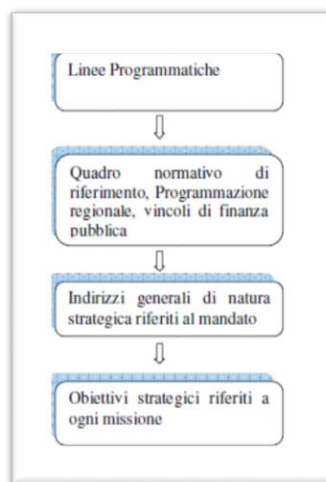 Linee Programmatiche
Quadro normativo di
riferimento, Programmazione
regionale, vincoli di finanza
pubblica
Indirizzi generali di natura
strategica riferiti al mandato
Obiettivi strategici riferiti a
ogni missione